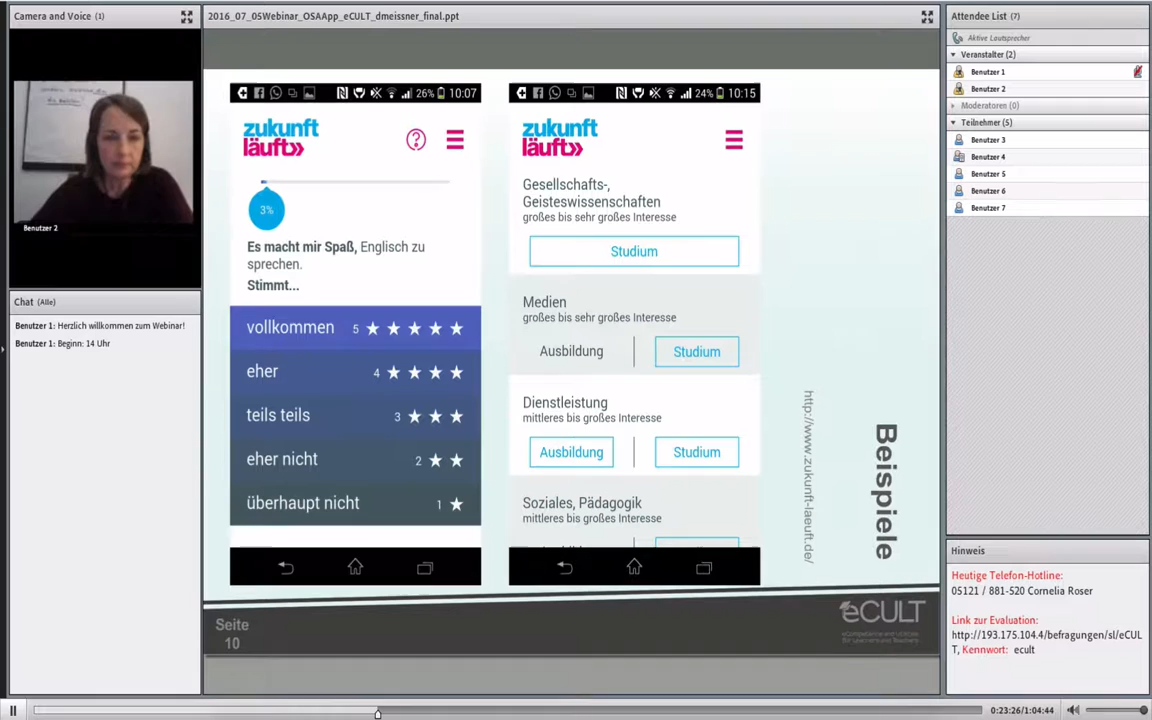 Camera and Voice (1)
Benutzer 2
Chat (Alle)
Benutzer 1: Herzlich willkommen zum Webinar!
Benutzer 1: Beginn: 14 Uhr
2016_07_05Webinar_OSAApp_eCULT_dmeissner_final.ppt
26% 10:07
zukunft
läuft»
3%
Es macht mir Spaß, Englisch zu
sprechen.
Stimmt...
vollkommen 5 ★ ★ ★ ★ ★
eher 4 ★ ★ ★ ★
teils teils 3 ★ ★ ★
eher nicht 2 ★ ★
überhaupt nicht 1 ★
24% 10:15
zukunft
läuft»
Gesellschafts-,
Geisteswissenschaften
großes bis sehr großes Interesse
Studium
Medien
großes bis sehr großes Interesse
Ausbildung | Studium
Dienstleistung
mittleres bis großes Interesse
Ausbildung | Studium
Soziales, Pädagogik
mittleres bis großes Interesse
http://www.zukunft-laeuft.de/
Beispiele
Seite
10
eCULT
Attendee List (7)
Aktive Lautsprecher
Veranstalter (2)
Benutzer 1
Benutzer 2
Moderatoren (0)
Teilnehmer (5)
Benutzer 3
Benutzer 4
Benutzer 5
Benutzer 6
Benutzer 7
Hinweis
Heutige Telefon-Hotline:
05121 / 881-520 Cornelia Roser
Link zur Evaluation:
http://193.175.104.4/befragungen/sl/eCUL
T, Kennwort: ecult
0:23:26/1:04:44